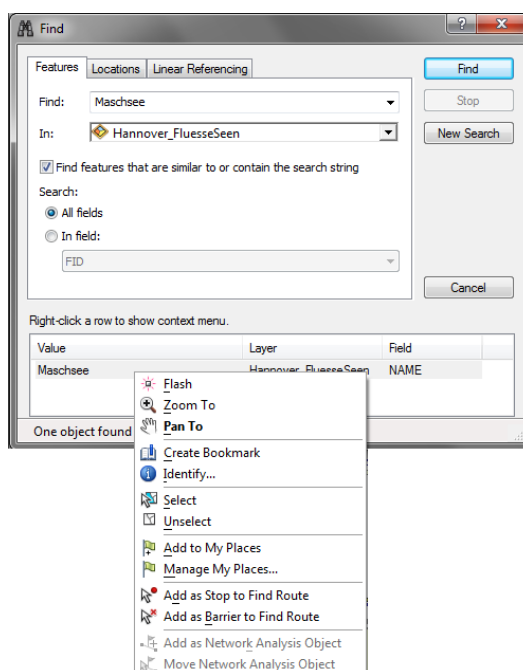 Find
Features Locations Linear Referencing
Find
Find: Maschsee
Stop
In: Hannover_FluesseSeen
New Search
Find features that are similar to or contain the search string
Search:
All fields
In field:
FID
Cancel
Right-click a row to show context menu.
Value Layer Field
Maschsee Hannover_FluesseSeen NAME
Flash
Zoom To
Pan To
One object found
Create Bookmark
Identify...
Select
Unselect
Add to My Places
Manage My Places...
Add as Stop to Find Route
Add as Barrier to Find Route
Add as Network Analysis Object
Move Network Analysis Object